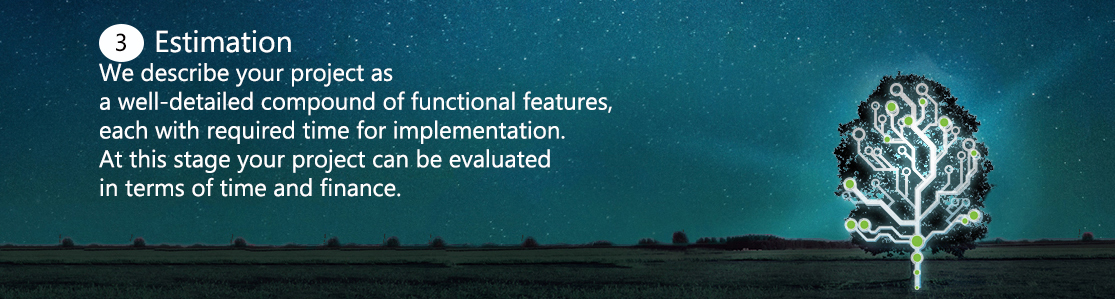 3 Estimation
We describe your project as
a well-detailed compound of functional features,
each with required time for implementation.
At this stage your project can be evaluated
in terms of time and finance.